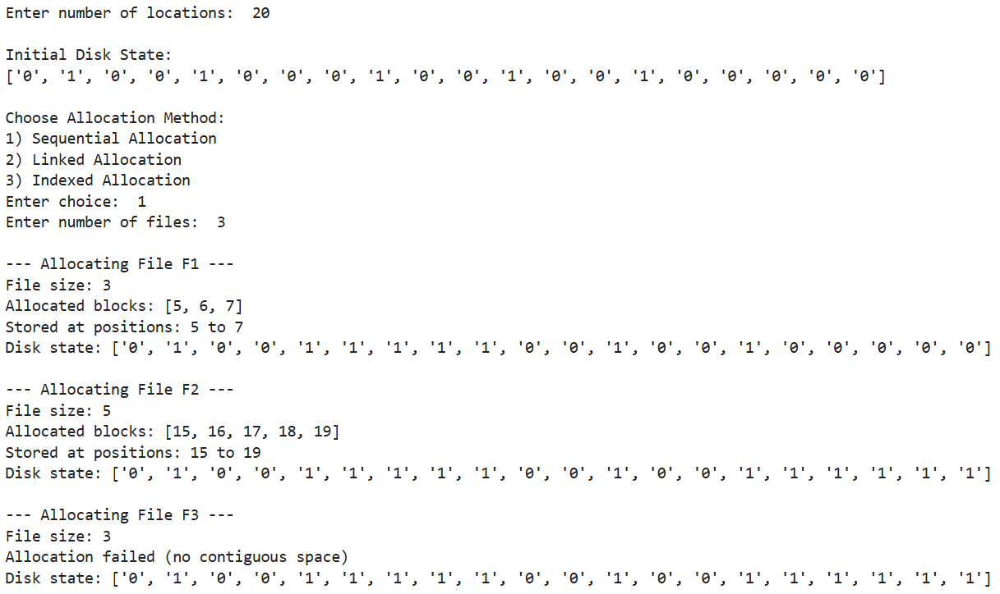 Enter number of locations:  20
Initial Disk State:
['0', '1', '0', '0', '1', '0', '0', '0', '1', '0', '0', '1', '0', '0', '1', '0', '0', '0', '0', '0']
Choose Allocation Method:
1) Sequential Allocation
2) Linked Allocation
3) Indexed Allocation
Enter choice:  1
Enter number of files:  3
--- Allocating File F1 ---
File size: 3
Allocated blocks: [5, 6, 7]
Stored at positions: 5 to 7
Disk state: ['0', '1', '0', '0', '1', '1', '1', '1', '1', '0', '0', '1', '0', '0', '1', '0', '0', '0', '0', '0']
--- Allocating File F2 ---
File size: 5
Allocated blocks: [15, 16, 17, 18, 19]
Stored at positions: 15 to 19
Disk state: ['0', '1', '0', '0', '1', '1', '1', '1', '1', '0', '0', '1', '0', '0', '1', '1', '1', '1', '1', '1']
--- Allocating File F3 ---
File size: 3
Allocation failed (no contiguous space)
Disk state: ['0', '1', '0', '0', '1', '1', '1', '1', '1', '0', '0', '1', '0', '0', '1', '1', '1', '1', '1', '1']